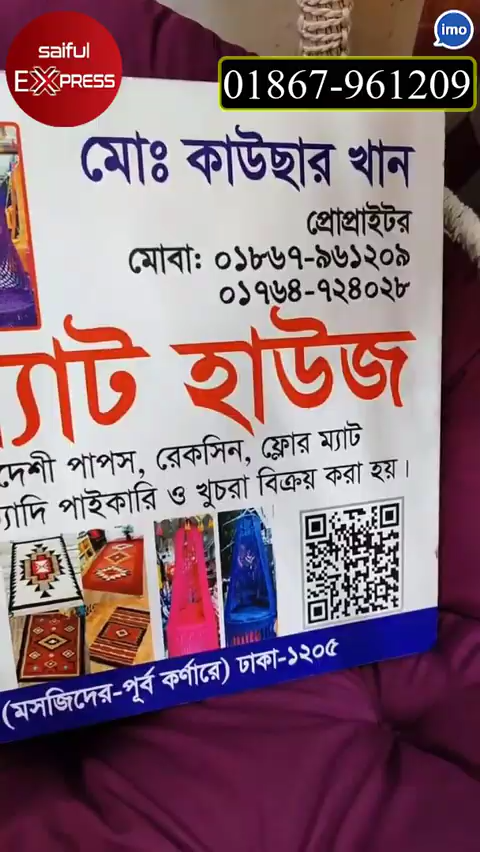 saiful
EXPRESS
imo
01867-961209
মোঃ কাউছার খান
প্রোপ্রাইটর
মোবা: ০১৮৬৭-৯৬১২০৯
০১৭৬৪-৭২৪০২৮
ম্যাট হাউজ
দেশী পাপস, রেকসিন, ফ্লোর ম্যাট
পাইকারি ও খুচরা বিক্রয় করা হয়।
(মসজিদের-পূর্ব কর্ণারে) ঢাকা-১২০৫